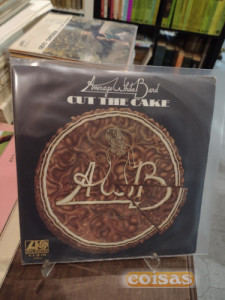 Average White Band
CUT THE CAKE
AWB
coisas